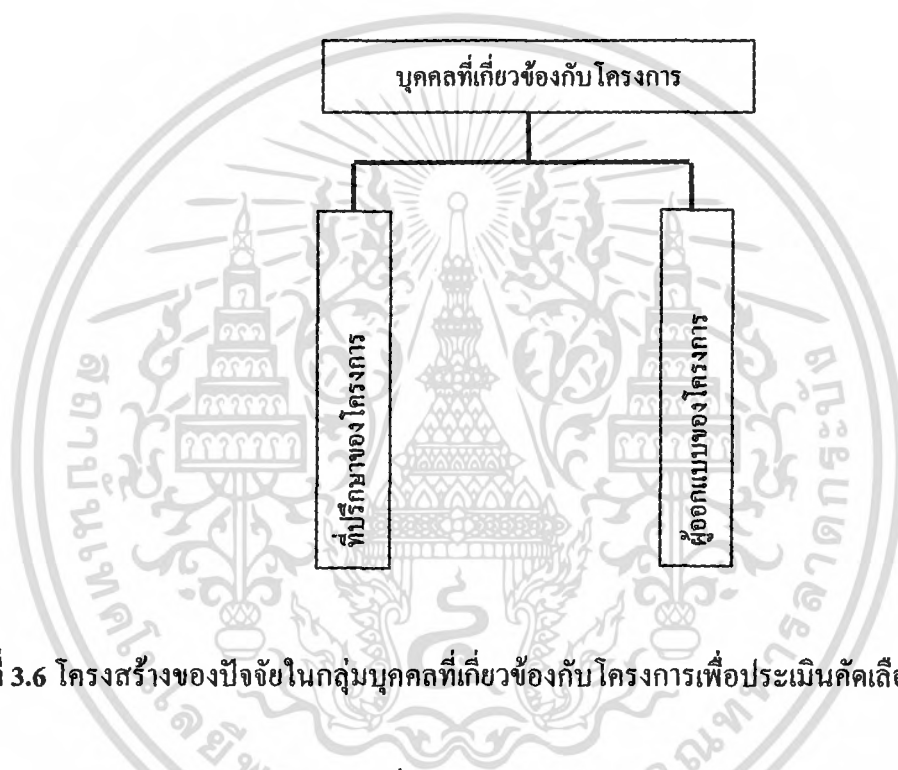 บุคคลที่เกี่ยวข้องกับโครงการ
ที่ปรึกษาของโครงการ
ผู้ออกแบบของโครงการ
3.6 โครงสร้างของปัจจัยในกลุ่มบุคคลที่เกี่ยวข้องกับโครงการเพื่อประเมิน